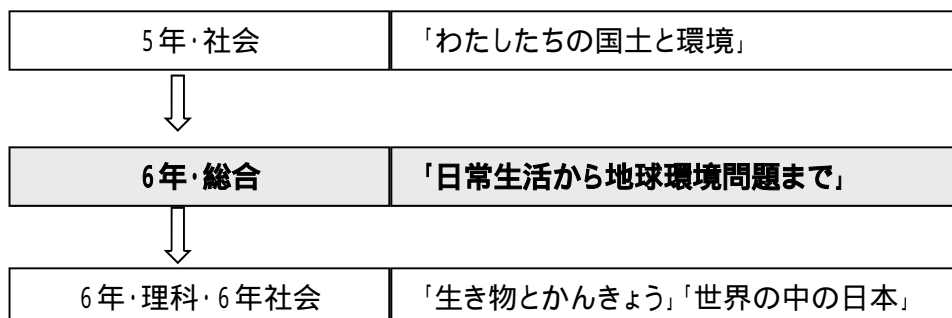 5年・社会 「わたしたちの国土と環境」
6年・総合 「日常生活から地球環境問題まで」
6年・理科・6年社会 「生き物とかんきょう」「世界の中の日本」